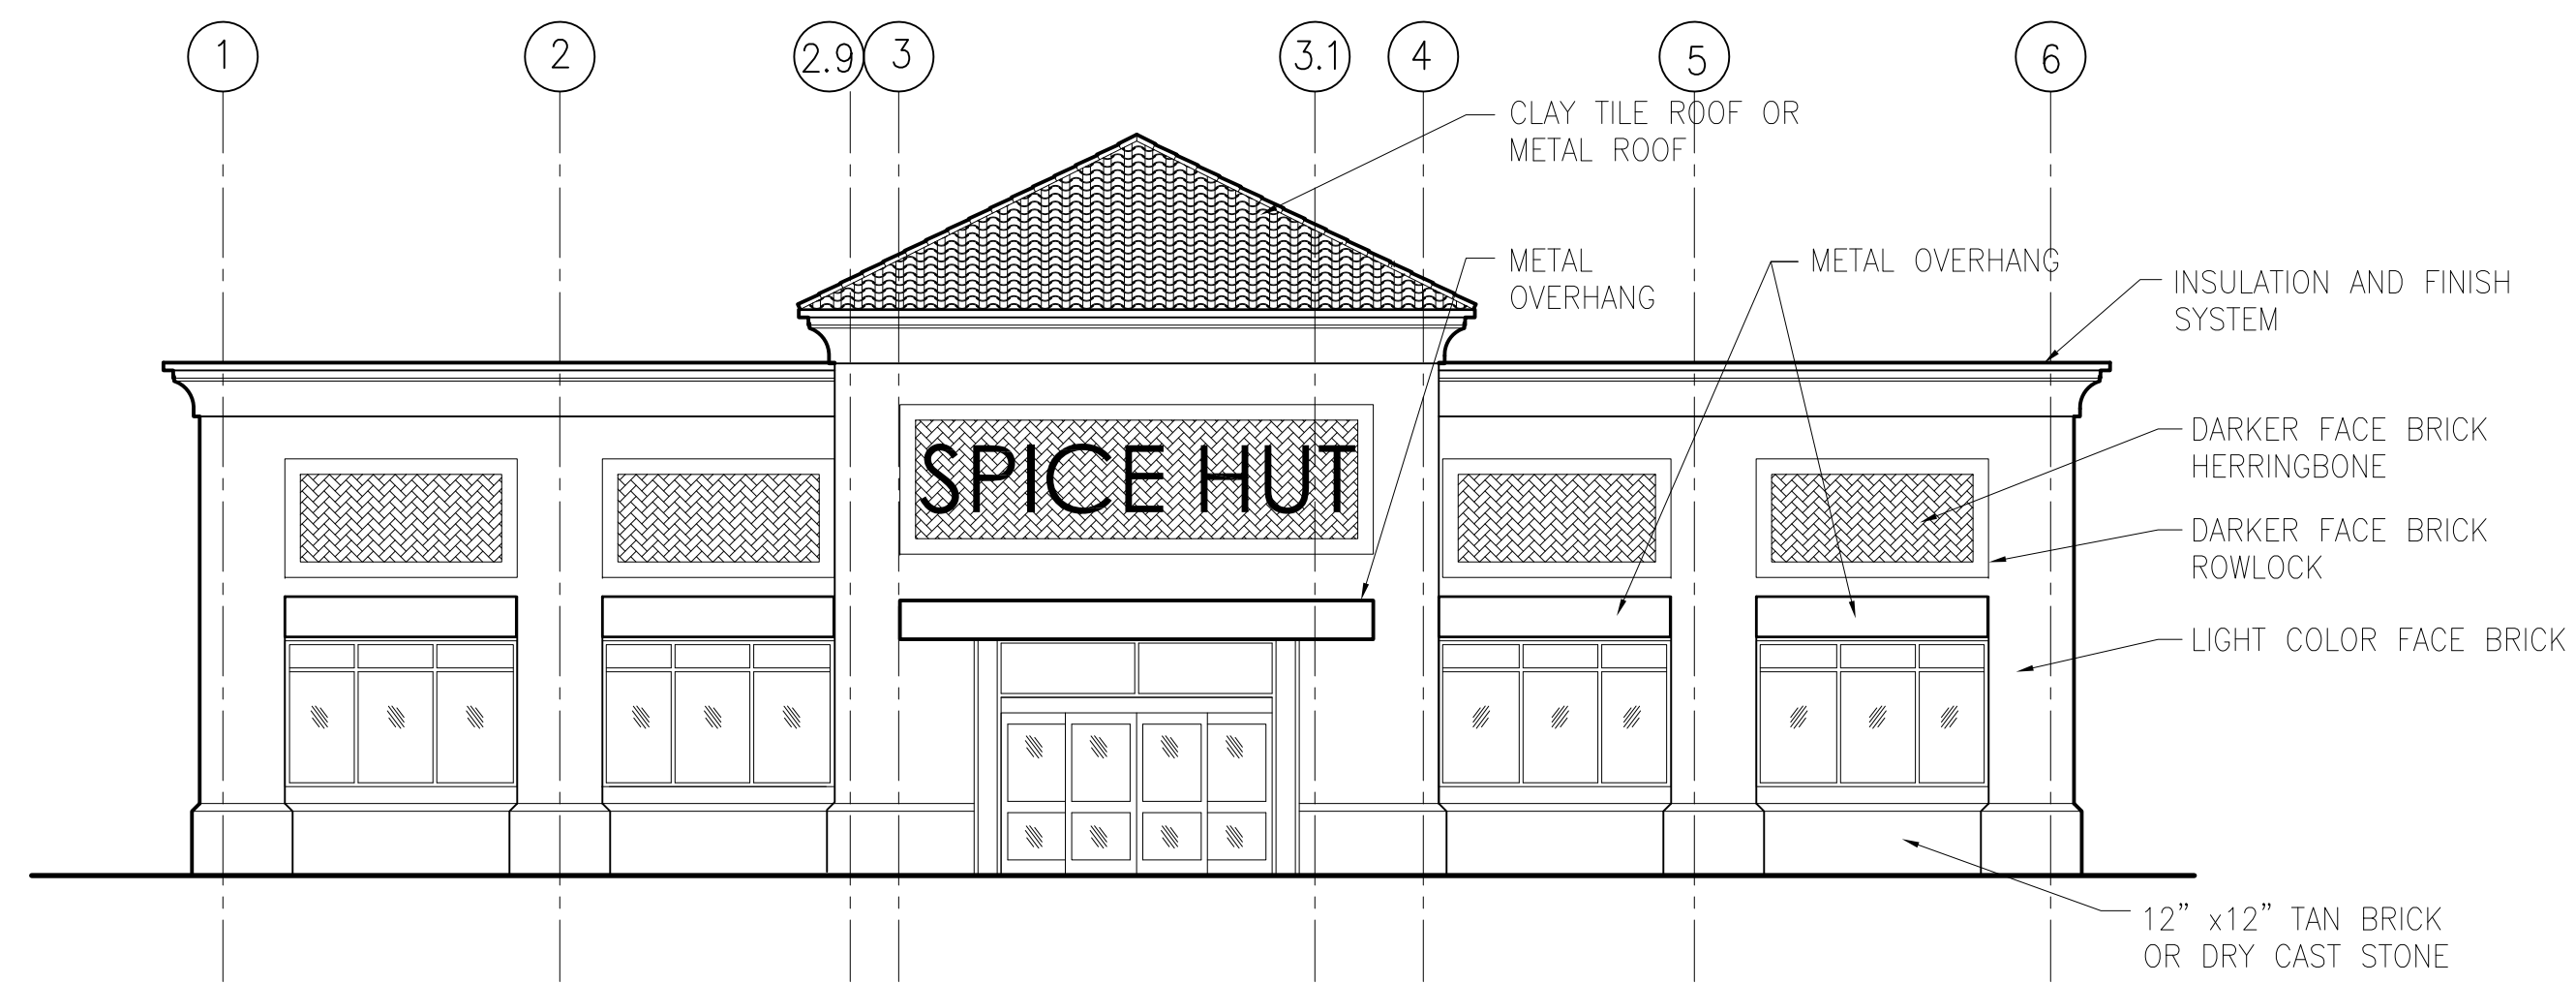 1
2
2.9
3
3.1
4
5
6
CLAY TILE ROOF OR
METAL ROOF
METAL
OVERHANG
METAL OVERHANG
INSULATION AND FINISH
SYSTEM
SPICE HUT
DARKER FACE BRICK
HERRINGBONE
DARKER FACE BRICK
ROWLOCK
LIGHT COLOR FACE BRICK
12" x12" TAN BRICK
OR DRY CAST STONE